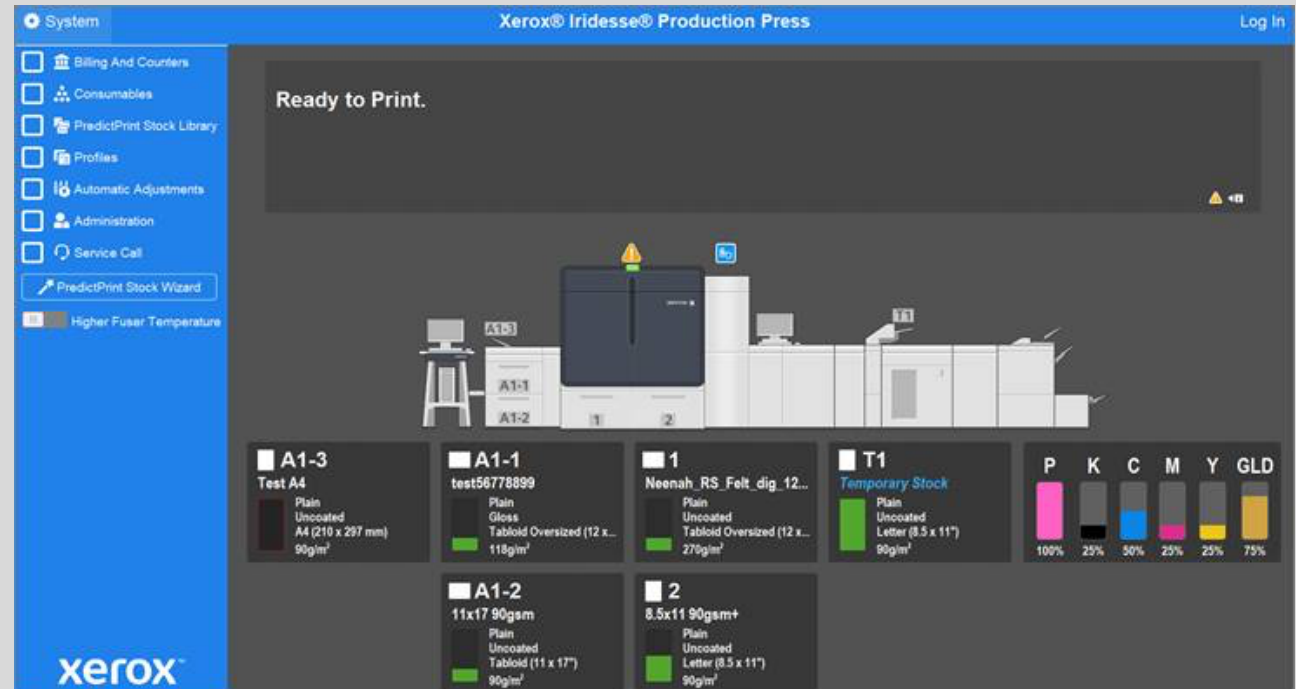 System
Xerox® Iridesse® Production Press
Log In
Billing And Counters
Consumables
PredictPrint Stock Library
Profiles
Automatic Adjustments
Administration
Service Call
PredictPrint Stock Wizard
Higher Fuser Temperature
xerox™
Ready to Print.
A1-3
A1-1
A1-2
1
2
T1
A1-3
Test A4
Plain
Uncoated
A4 (210 x 297 mm)
90g/m²
A1-1
test56778899
Plain
Gloss
Tabloid Oversized (12 x...
118g/m²
1
Neenah_RS_Felt_dig_12...
Plain
Uncoated
Tabloid Oversized (12 x...
270g/m²
T1
Temporary Stock
Plain
Uncoated
Letter (8.5 x 11")
90g/m²
P K C M Y GLD
100% 25% 50% 25% 25% 75%
A1-2
11x17 90gsm
Plain
Uncoated
Tabloid (11 x 17")
90g/m²
2
8.5x11 90gsm+
Plain
Uncoated
Letter (8.5 x 11")
90g/m²